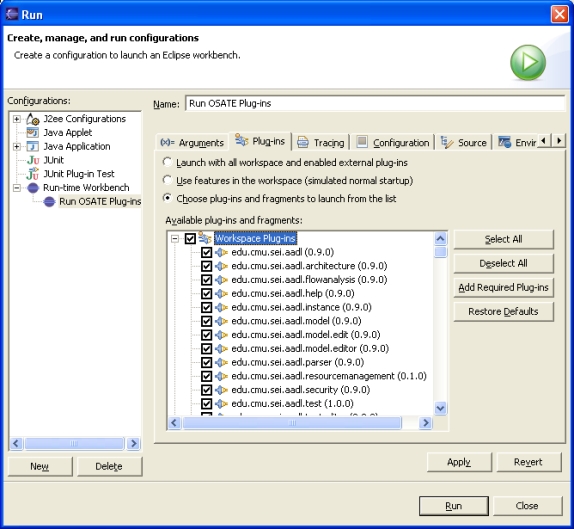 Run
Create, manage, and run configurations
Create a configuration to launch an Eclipse workbench.
Configurations:
J2ee Configurations
Java Applet
Java Application
JUnit
JUnit Plug-in Test
Run-time Workbench
Run OSATE Plug-ins
New
Delete
Name: Run OSATE Plug-ins
(x)= Arguments
Plug-ins
Tracing
Configuration
Source
Envir
Launch with all workspace and enabled external plug-ins
Use features in the workspace (simulated normal startup)
Choose plug-ins and fragments to launch from the list
Available plug-ins and fragments:
Workspace Plug-ins
edu.cmu.sei.aadl (0.9.0)
edu.cmu.sei.aadl.architecture (0.9.0)
edu.cmu.sei.aadl.flowanalysis (0.9.0)
edu.cmu.sei.aadl.help (0.9.0)
edu.cmu.sei.aadl.instance (0.9.0)
edu.cmu.sei.aadl.model (0.9.0)
edu.cmu.sei.aadl.model.edit (0.9.0)
edu.cmu.sei.aadl.model.editor (0.9.0)
edu.cmu.sei.aadl.parser (0.9.0)
edu.cmu.sei.aadl.resourcemanagement (0.1.0)
edu.cmu.sei.aadl.security (0.9.0)
edu.cmu.sei.aadl.test (1.0.0)
Select All
Deselect All
Add Required Plug-ins
Restore Defaults
Apply
Revert
Run
Close